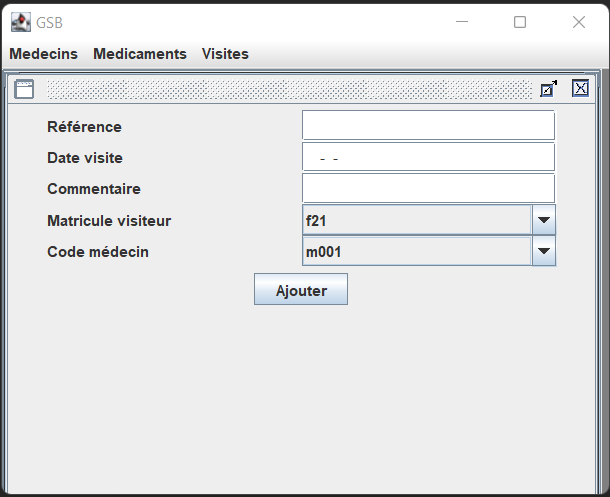 GSB
Medecins Medicaments Visites
Référence
Date visite - -
Commentaire
Matricule visiteur f21
Code médecin m001
Ajouter